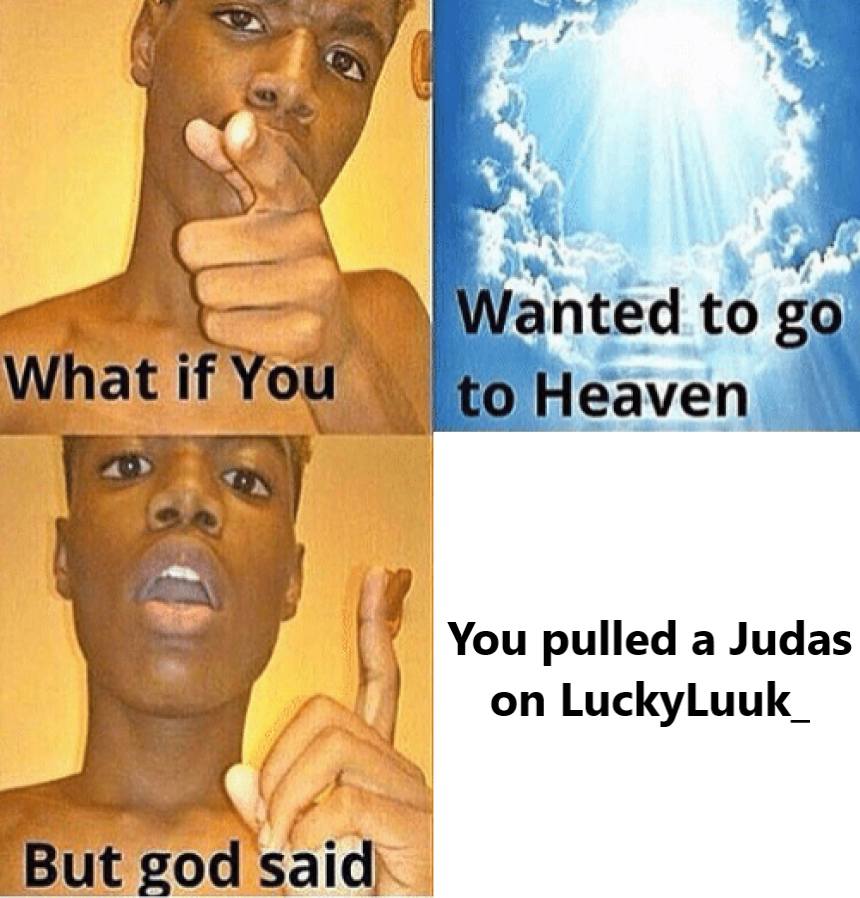 What if You
Wanted to go
to Heaven
But god said
You pulled a Judas
on LuckyLuuk_